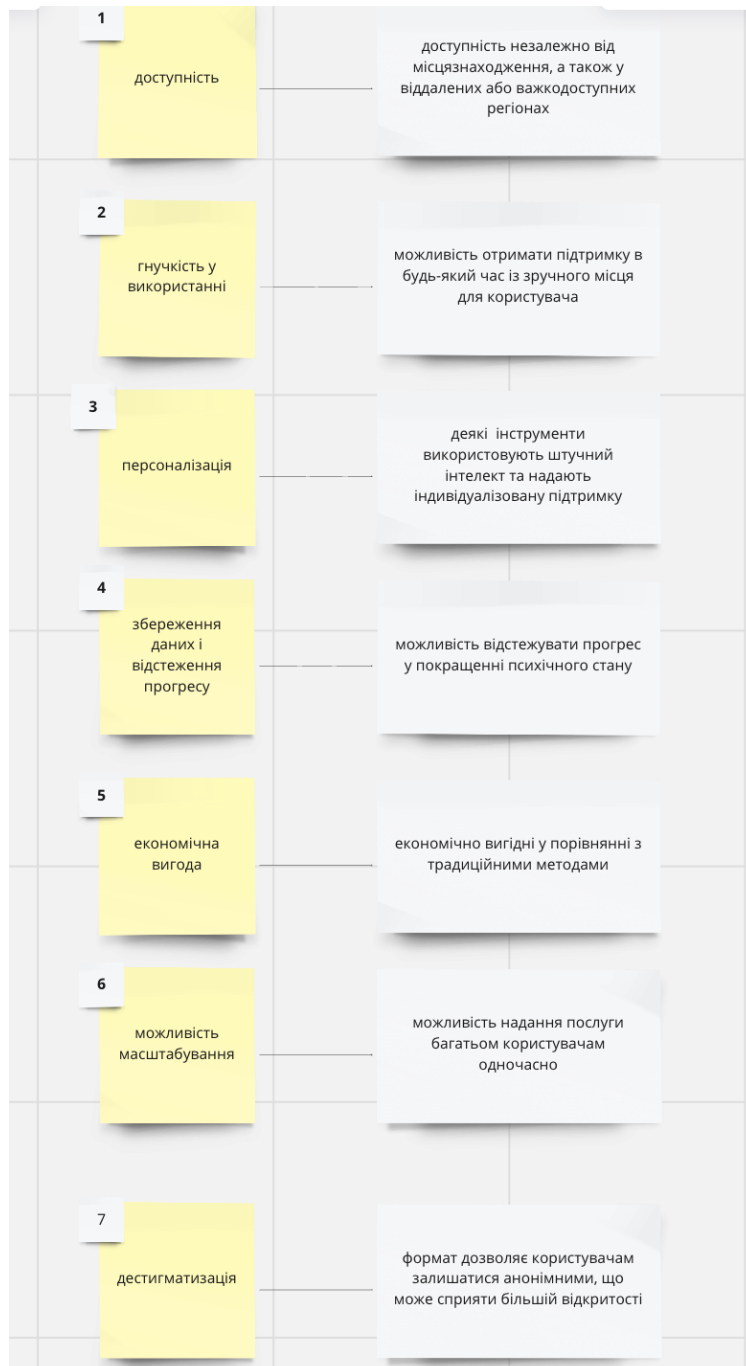 1
доступність
доступність незалежно від
місцязнаходження, а також у
віддалених або важкодоступних
регіонах
2
гнучкість у
використанні
можливість отримати підтримку в
будь-який час із зручного місця
для користувача
3
персоналізація
деякі  інструменти
використовують штучний
інтелект та надають
індивідуалізовану підтримку
4
збереження
даних і
відстеження
прогресу
можливість відстежувати прогрес
у покращенні психічного стану
5
економічна
вигода
економічно вигідні у порівнянні з
традиційними методами
6
можливість
масштабування
можливість надання послуги
багатьом користувачам
одночасно
7
дестигматизація
формат дозволяє користувачам
залишатися анонімними, що
може сприяти більшій відкритості